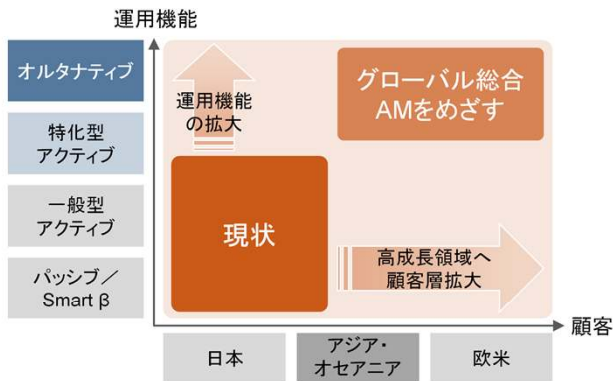 運用機能
オルタナティブ
特化型
アクティブ
一般型
アクティブ
パッシブ／
Smart β
運用機能
の拡大
グローバル総合
AMをめざす
現状
高成長領域へ
顧客層拡大
顧客
日本
アジア・
オセアニア
欧米